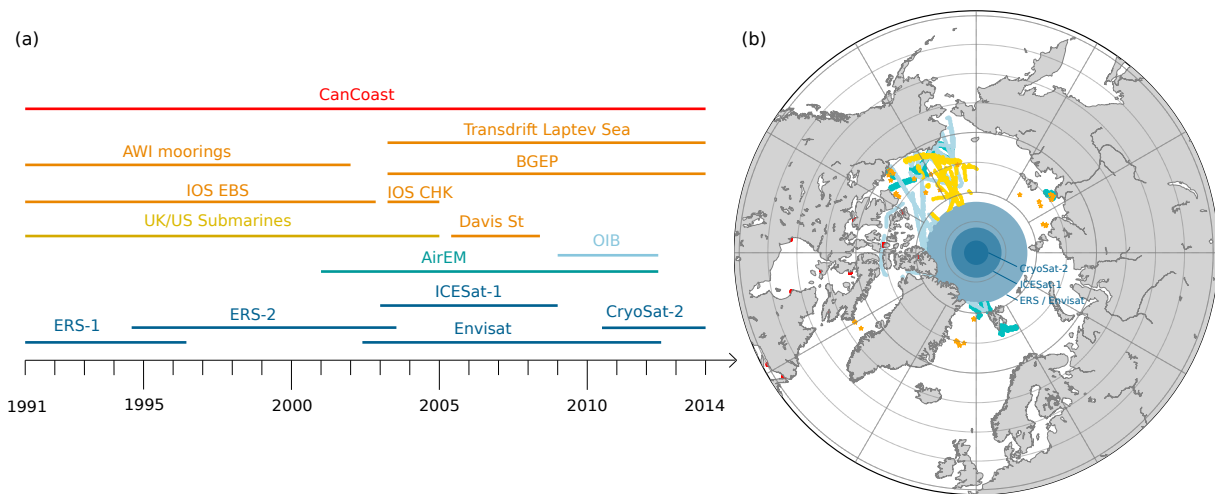 (a)
CanCoast
Transdrift Laptev Sea
AWI moorings
BGEP
IOS EBS
IOS CHK
UK/US Submarines
Davis St
OIB
AirEM
ICESat-1
ERS-2
CryoSat-2
ERS-1
Envisat
1991
1995
2000
2005
2010
2014
(b)
CryoSat-2
ICESat-1
ERS / Envisat